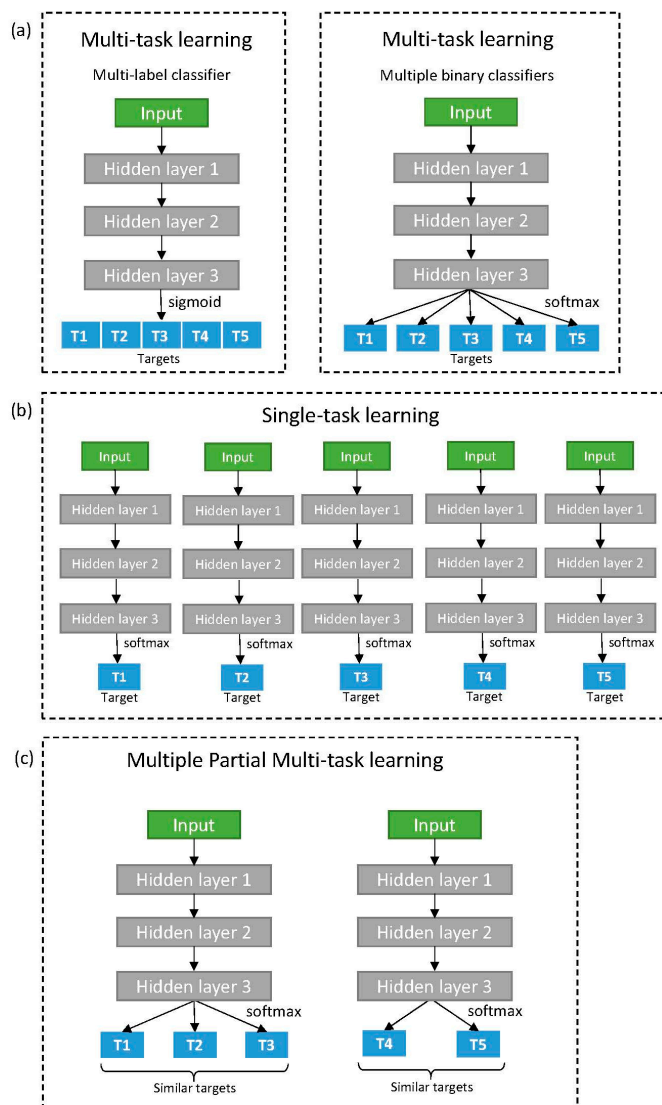 (a)
Multi-task learning
Multi-label classifier
Input
Hidden layer 1
Hidden layer 2
Hidden layer 3
sigmoid
T1 T2 T3 T4 T5
Targets
Multi-task learning
Multiple binary classifiers
Input
Hidden layer 1
Hidden layer 2
Hidden layer 3
softmax
T1 T2 T3 T4 T5
Targets
(b)
Single-task learning
Input Input Input Input Input
Hidden layer 1 Hidden layer 1 Hidden layer 1 Hidden layer 1 Hidden layer 1
Hidden layer 2 Hidden layer 2 Hidden layer 2 Hidden layer 2 Hidden layer 2
Hidden layer 3 Hidden layer 3 Hidden layer 3 Hidden layer 3 Hidden layer 3
softmax softmax softmax softmax softmax
T1 T2 T3 T4 T5
Target Target Target Target Target
(c)
Multiple Partial Multi-task learning
Input
Hidden layer 1
Hidden layer 2
Hidden layer 3
softmax
T1 T2 T3
Similar targets
Input
Hidden layer 1
Hidden layer 2
Hidden layer 3
softmax
T4 T5
Similar targets